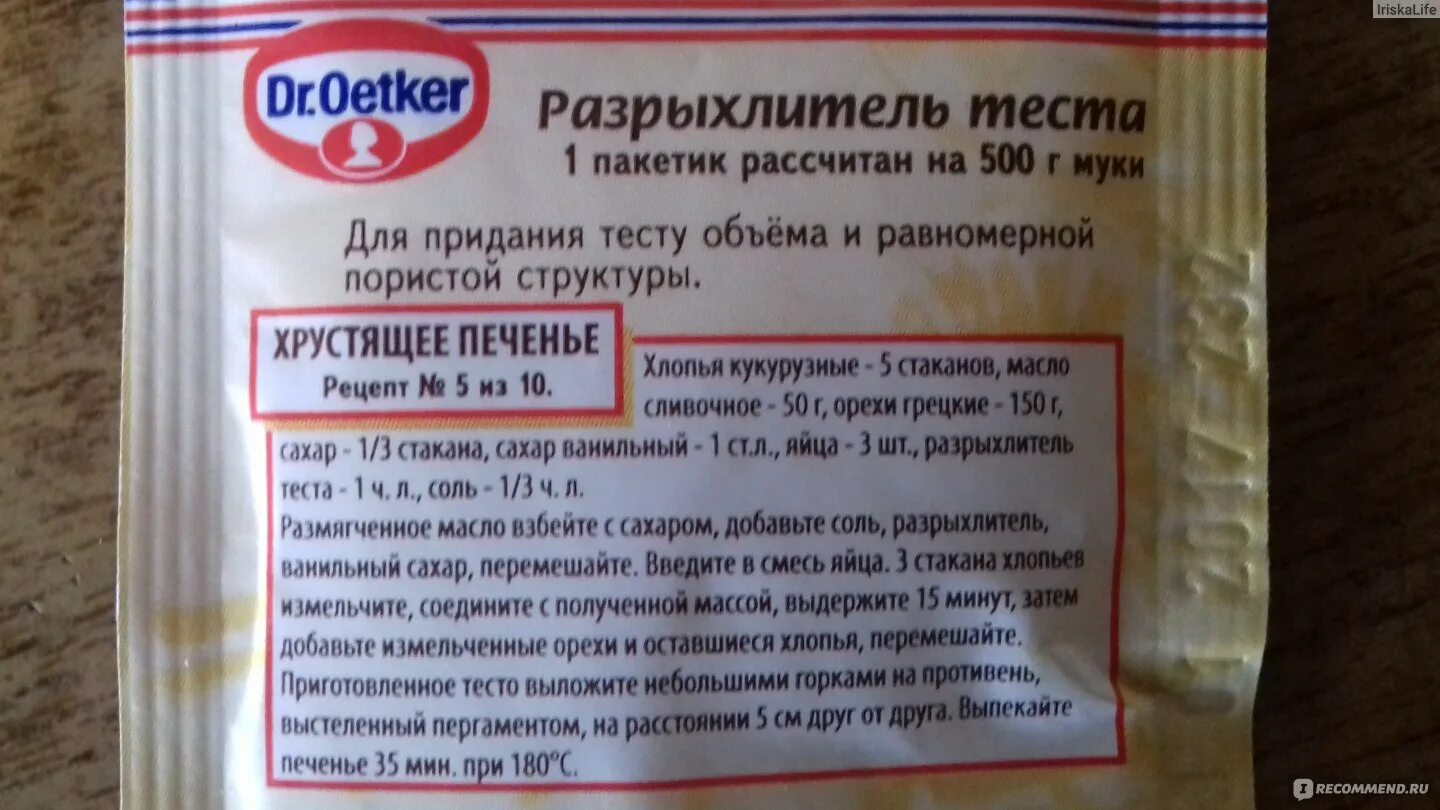 IriskaLife
Dr.Oetker
Разрыхлитель теста
1 пакетик рассчитан на 500 г муки
Для придания тесту объёма и равномерной
пористой структуры.
ХРУСТЯЩЕЕ ПЕЧЕНЬЕ
Рецепт № 5 из 10.
Хлопья кукурузные - 5 стаканов, масло
сливочное - 50 г, орехи грецкие - 150 г,
сахар - 1/3 стакана, сахар ванильный - 1 ст.л., яйца - 3 шт., разрыхлитель
теста - 1 ч. л., соль - 1/3 ч. л.
Размягченное масло взбейте с сахаром, добавьте соль, разрыхлитель,
ванильный сахар, перемешайте. Введите в смесь яйца. 3 стакана хлопьев
измельчите, соедините с полученной массой, выдержите 15 минут, затем
добавьте измельченные орехи и оставшиеся хлопья, перемешайте.
Приготовленное тесто выложите небольшими горками на противень,
выстеленный пергаментом, на расстоянии 5 см друг от друга. Выпекайте
печенье 35 мин. при 180°C.
2017
I RECOMMEND.RU